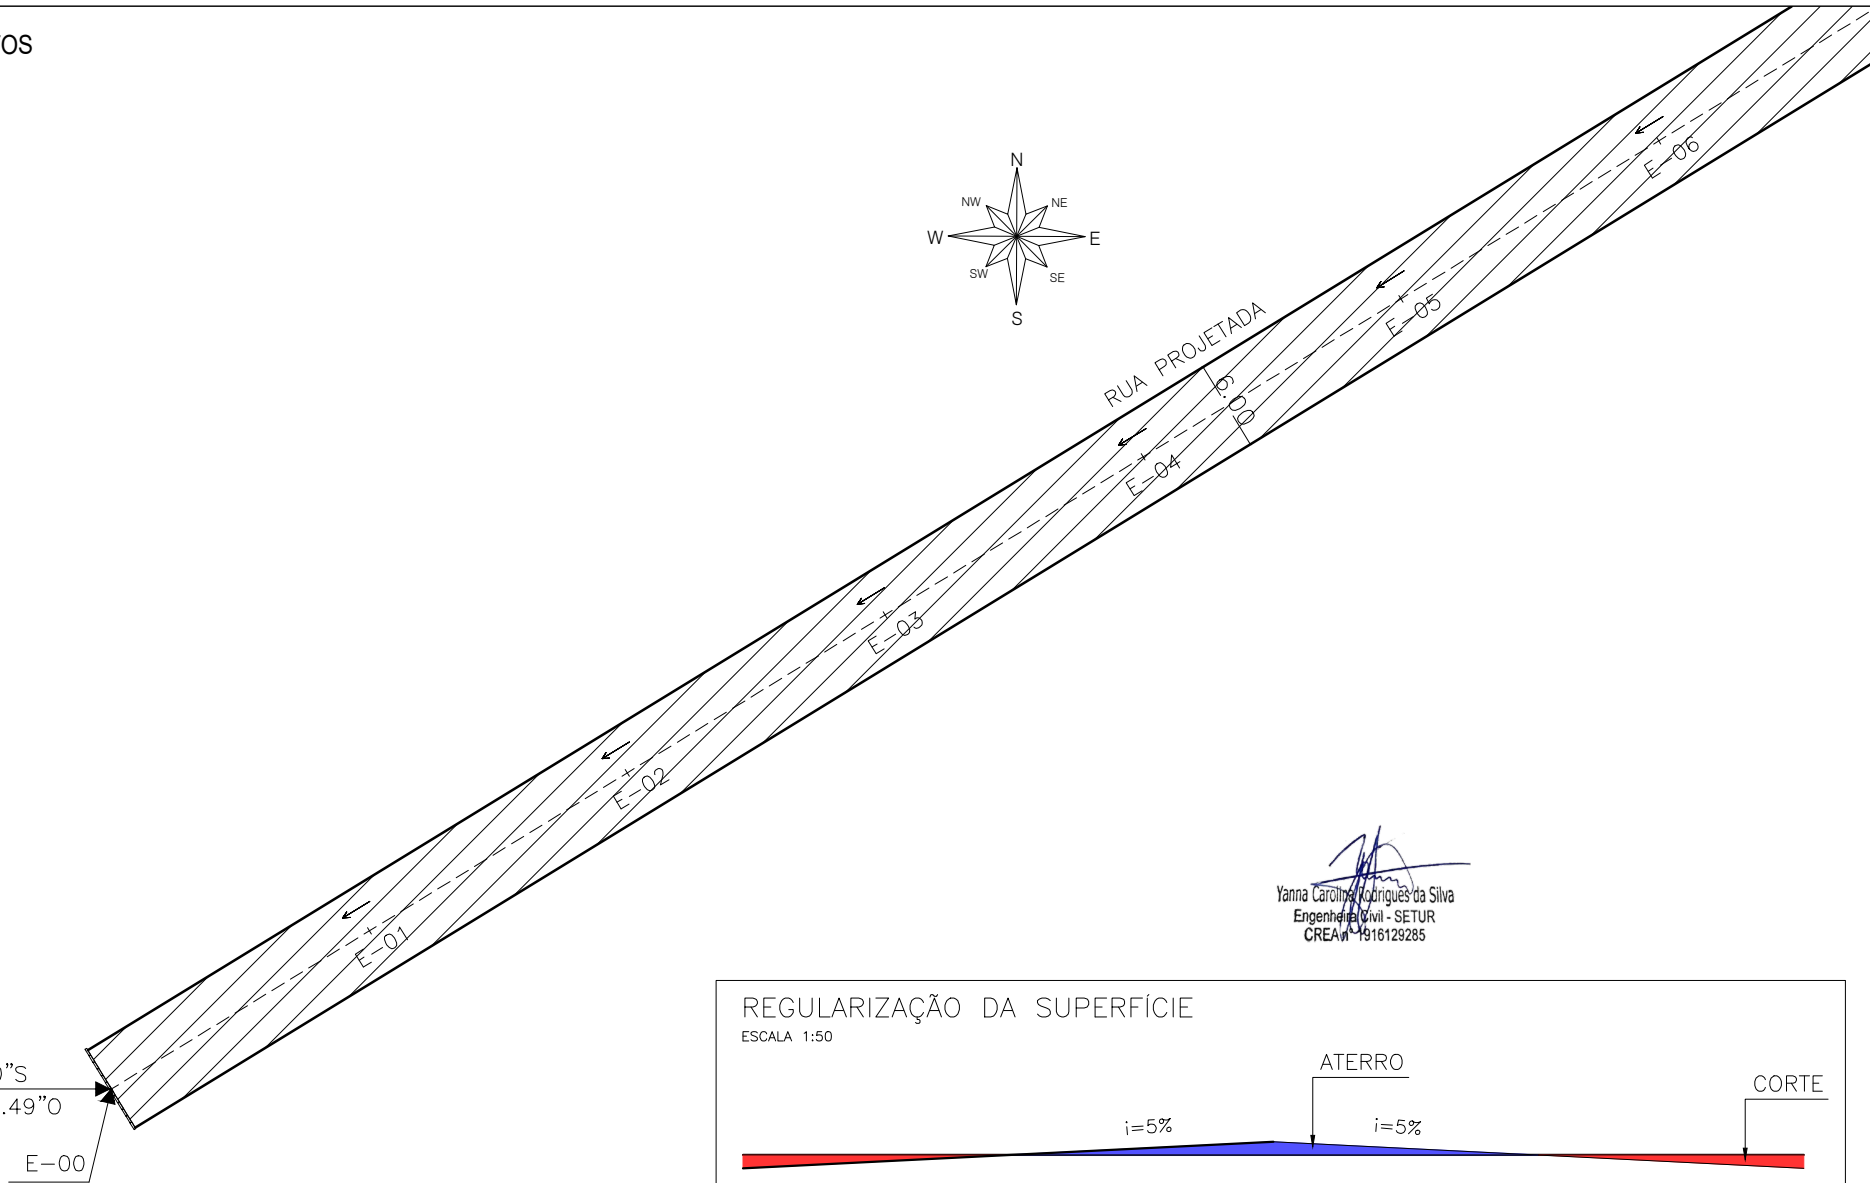 OS
N
NW
NE
W
E
SW
SE
S
RUA PROJETADA
6.00
E-06
E-05
E-04
E-03
E-02
E-01
"S
.49"O
E-00
Yanna Carolina Rodrigues da Silva
Engenheira Civil - SETUR
CREA nº 1916129285
REGULARIZAÇÃO DA SUPERFÍCIE
ESCALA 1:50
ATERRO
CORTE
i=5%
i=5%